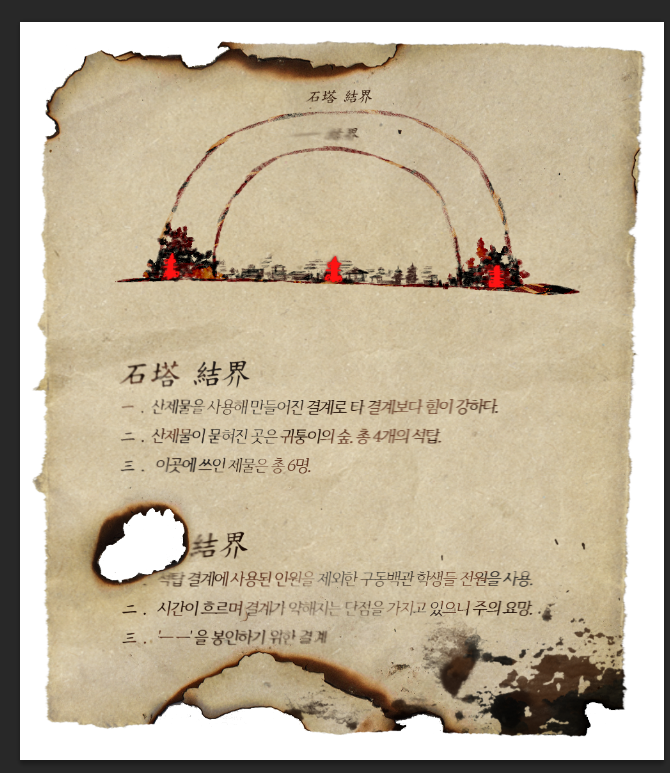 石塔 結界
結界
石塔 結界
一 . 산제물을 사용해 만들어진 결계로 타 결계보다 힘이 강하다.
二 . 산제물이 묻혀진 곳은 귀퉁이의 숲. 총 4개의 석탑.
三 . 이곳에 쓰인 제물은 총 6명.
結界
석탑 결계에 사용된 인원을 제외한 구동백관 학생들 전원을 사용.
二 . 시간이 흐르며 결계가 약해지는 단점을 가지고 있으니 주의 요망.
三 . 'ㅡㅡ'을 봉인하기 위한 결계